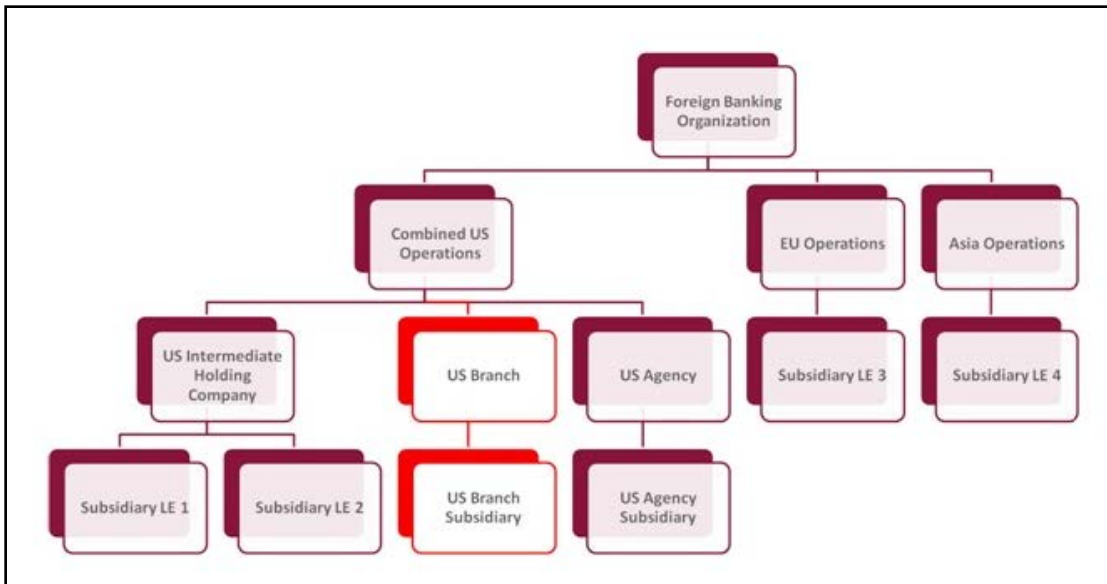 Foreign Banking
Organization
Combined US
Operations
EU Operations
Asia Operations
US Intermediate
Holding
Company
US Branch
US Agency
Subsidiary LE 3
Subsidiary LE 4
Subsidiary LE 1
Subsidiary LE 2
US Branch
Subsidiary
US Agency
Subsidiary